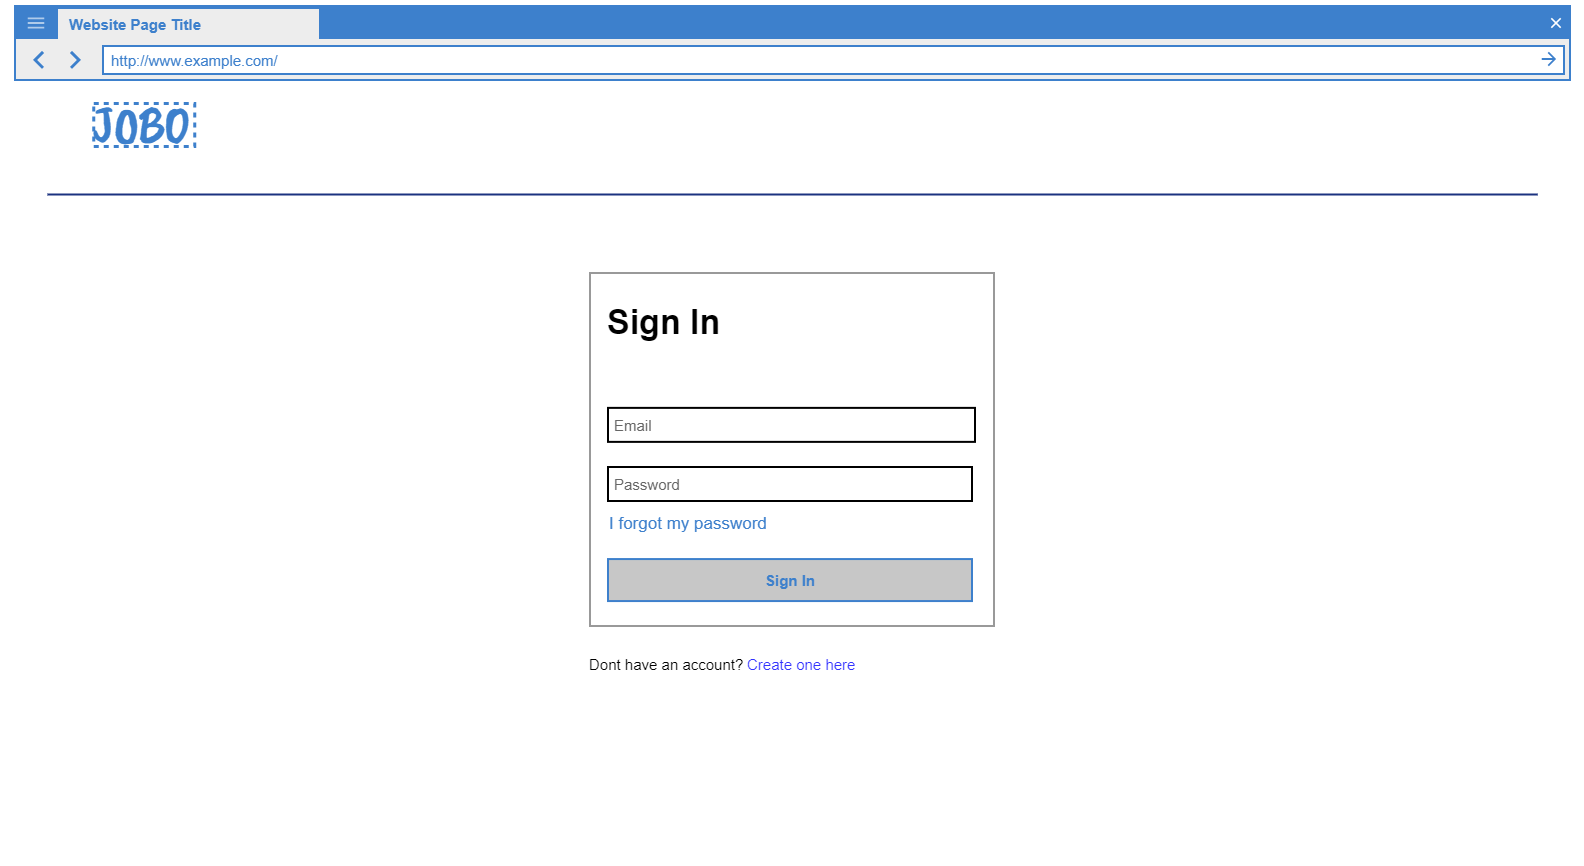 Website Page Title
http://www.example.com/
JOBO
Sign In
Email
Password
I forgot my password
Sign In
Dont have an account? Create one here